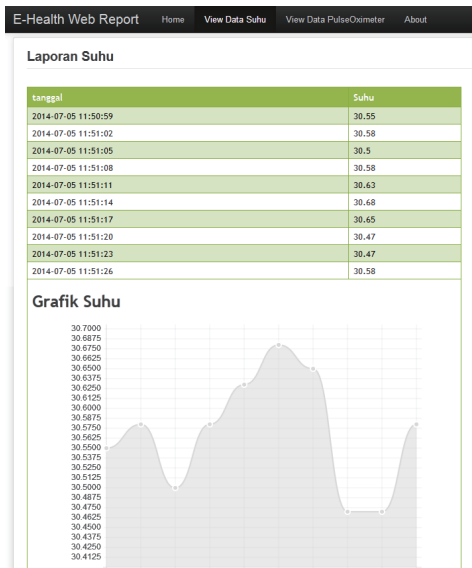 E-Health Web Report Home View Data Suhu View Data PulseOximeter About
Laporan Suhu
tanggal Suhu
2014-07-05 11:50:59 30.55
2014-07-05 11:51:02 30.58
2014-07-05 11:51:05 30.5
2014-07-05 11:51:08 30.58
2014-07-05 11:51:11 30.63
2014-07-05 11:51:14 30.68
2014-07-05 11:51:17 30.65
2014-07-05 11:51:20 30.47
2014-07-05 11:51:23 30.47
2014-07-05 11:51:26 30.58
Grafik Suhu
30.7000
30.6875
30.6750
30.6625
30.6500
30.6375
30.6250
30.6125
30.6000
30.5875
30.5750
30.5625
30.5500
30.5375
30.5250
30.5125
30.5000
30.4875
30.4750
30.4625
30.4500
30.4375
30.4250
30.4125